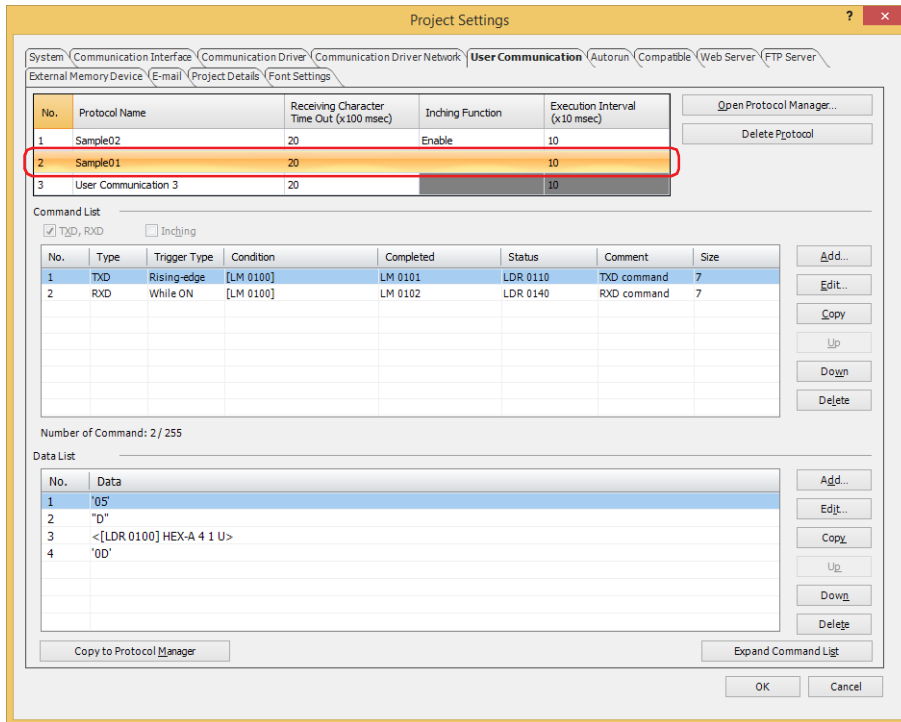 Project Settings
? ×
System Communication Interface Communication Driver Communication Driver Network User Communication Autorun Compatible Web Server FTP Server
External Memory Device E-mail Project Details Font Settings
No. Protocol Name Receiving Character Time Out (x100 msec) Inching Function Execution Interval (x10 msec)
1 Sample02 20 Enable 10
2 Sample01 20 10
3 User Communication 3 20 10
Open Protocol Manager...
Delete Protocol
Command List
TXD, RXD Inching
No. Type Trigger Type Condition Completed Status Comment Size
1 TXD Rising-edge [LM 0100] LM 0101 LDR 0110 TXD command 7
2 RXD While ON [LM 0100] LM 0102 LDR 0140 RXD command 7
Add...
Edit...
Copy
Up
Down
Delete
Number of Command: 2 / 255
Data List
No. Data
1 '05'
2 "D"
3 <[LDR 0100] HEX-A 4 1 U>
4 '0D'
Add...
Edit...
Copy
Up
Down
Delete
Copy to Protocol Manager
Expand Command List
OK Cancel